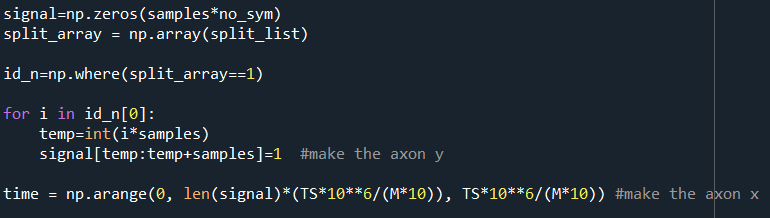 signal=np.zeros(samples*no_sym)
split_array = np.array(split_list)
id_n=np.where(split_array==1)
for i in id_n[0]:
    temp=int(i*samples)
    signal[temp:temp+samples]=1  #make the axon y
time = np.arange(0, len(signal)*(TS*10**6/(M*10)), TS*10**6/(M*10)) #make the axon x